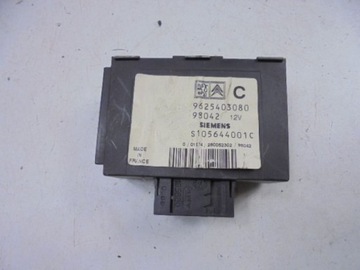 C
9625403080
98042 12V
SIEMENS
S105644001C
MADE
IN
FRANCE